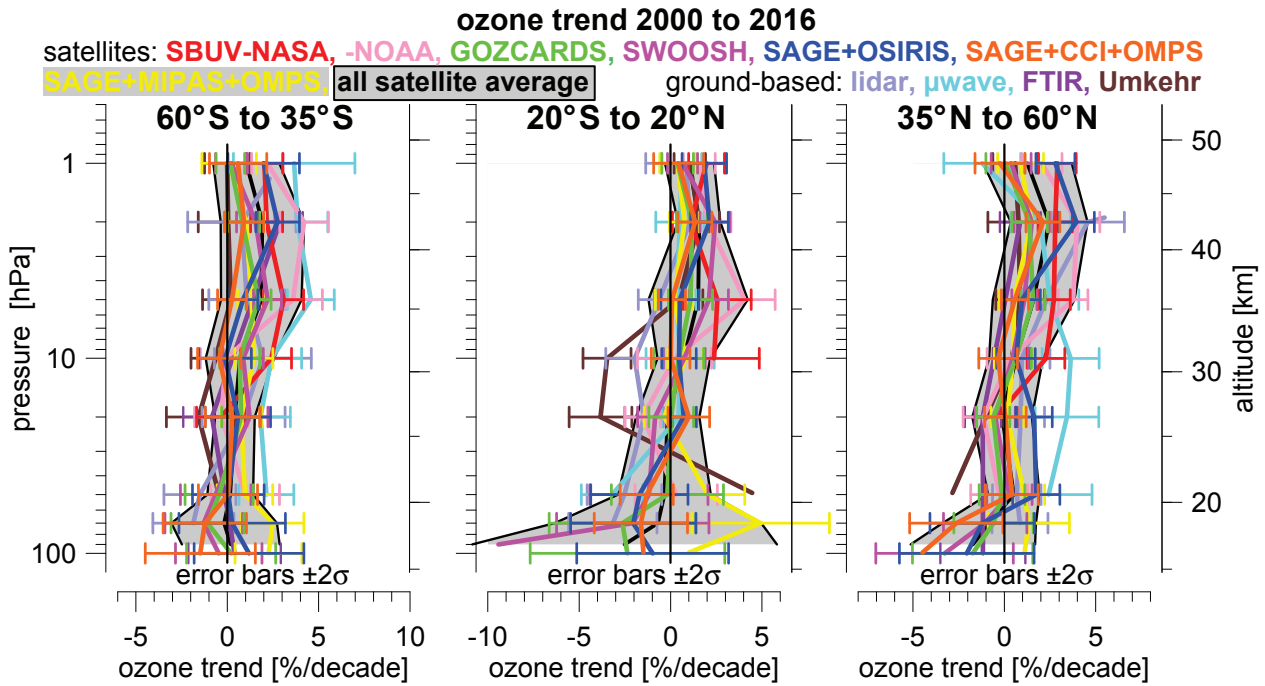 ozone trend 2000 to 2016
satellites: SBUV-NASA, -NOAA, GOZCARDS, SWOOSH, SAGE+OSIRIS, SAGE+CCI+OMPS
SAGE+MIPAS+OMPS, all satellite average ground-based: lidar, µwave, FTIR, Umkehr
60°S to 35°S 20°S to 20°N 35°N to 60°N
pressure [hPa]
1
10
100
50
40
30
20
altitude [km]
error bars ±2σ error bars ±2σ error bars ±2σ
-5 0 5 10 -10 -5 0 5 -5 0 5
ozone trend [%/decade] ozone trend [%/decade] ozone trend [%/decade]